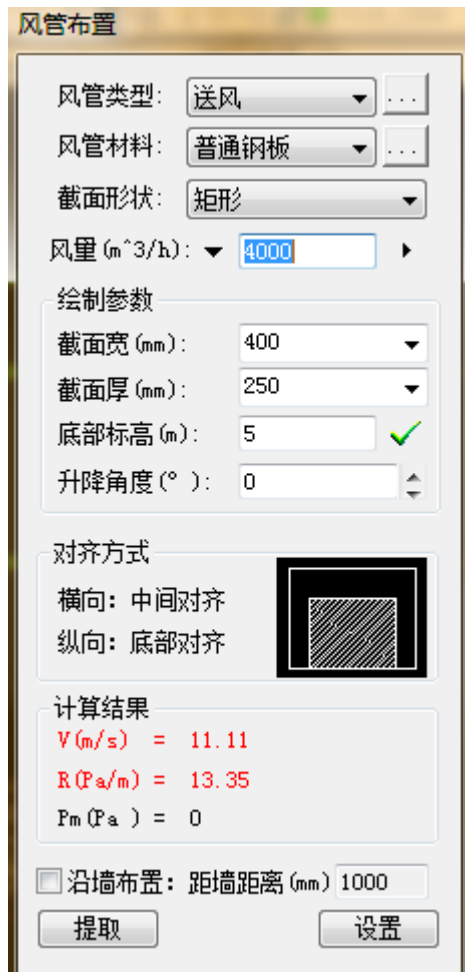 风管布置
风管类型： 送风 ...
风管材料： 普通钢板 ...
截面形状： 矩形
风量(m^3/h)： 4000
绘制参数
截面宽(mm)： 400
截面厚(mm)： 250
底部标高(m)： 5
升降角度(° )： 0
对齐方式
横向：中间对齐
纵向：底部对齐
计算结果
V(m/s) = 11.11
R(Pa/m) = 13.35
Pm(Pa ) = 0
沿墙布置：距墙距离(mm) 1000
提取 设置